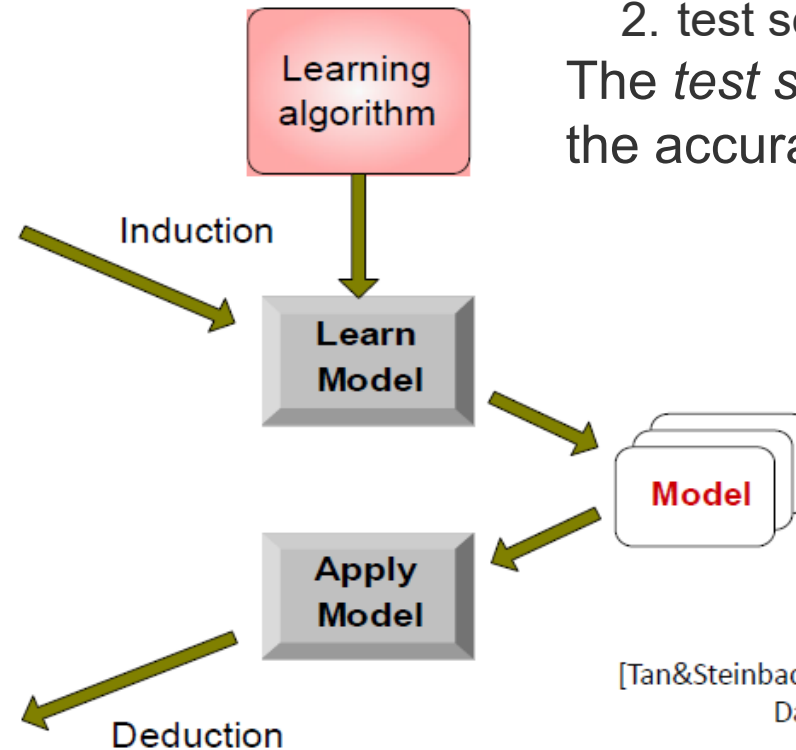 Learning
algorithm
2. test s
The test s
the accura
Induction
Learn
Model
Model
Apply
Model
Deduction
[Tan&Steinbac
Da